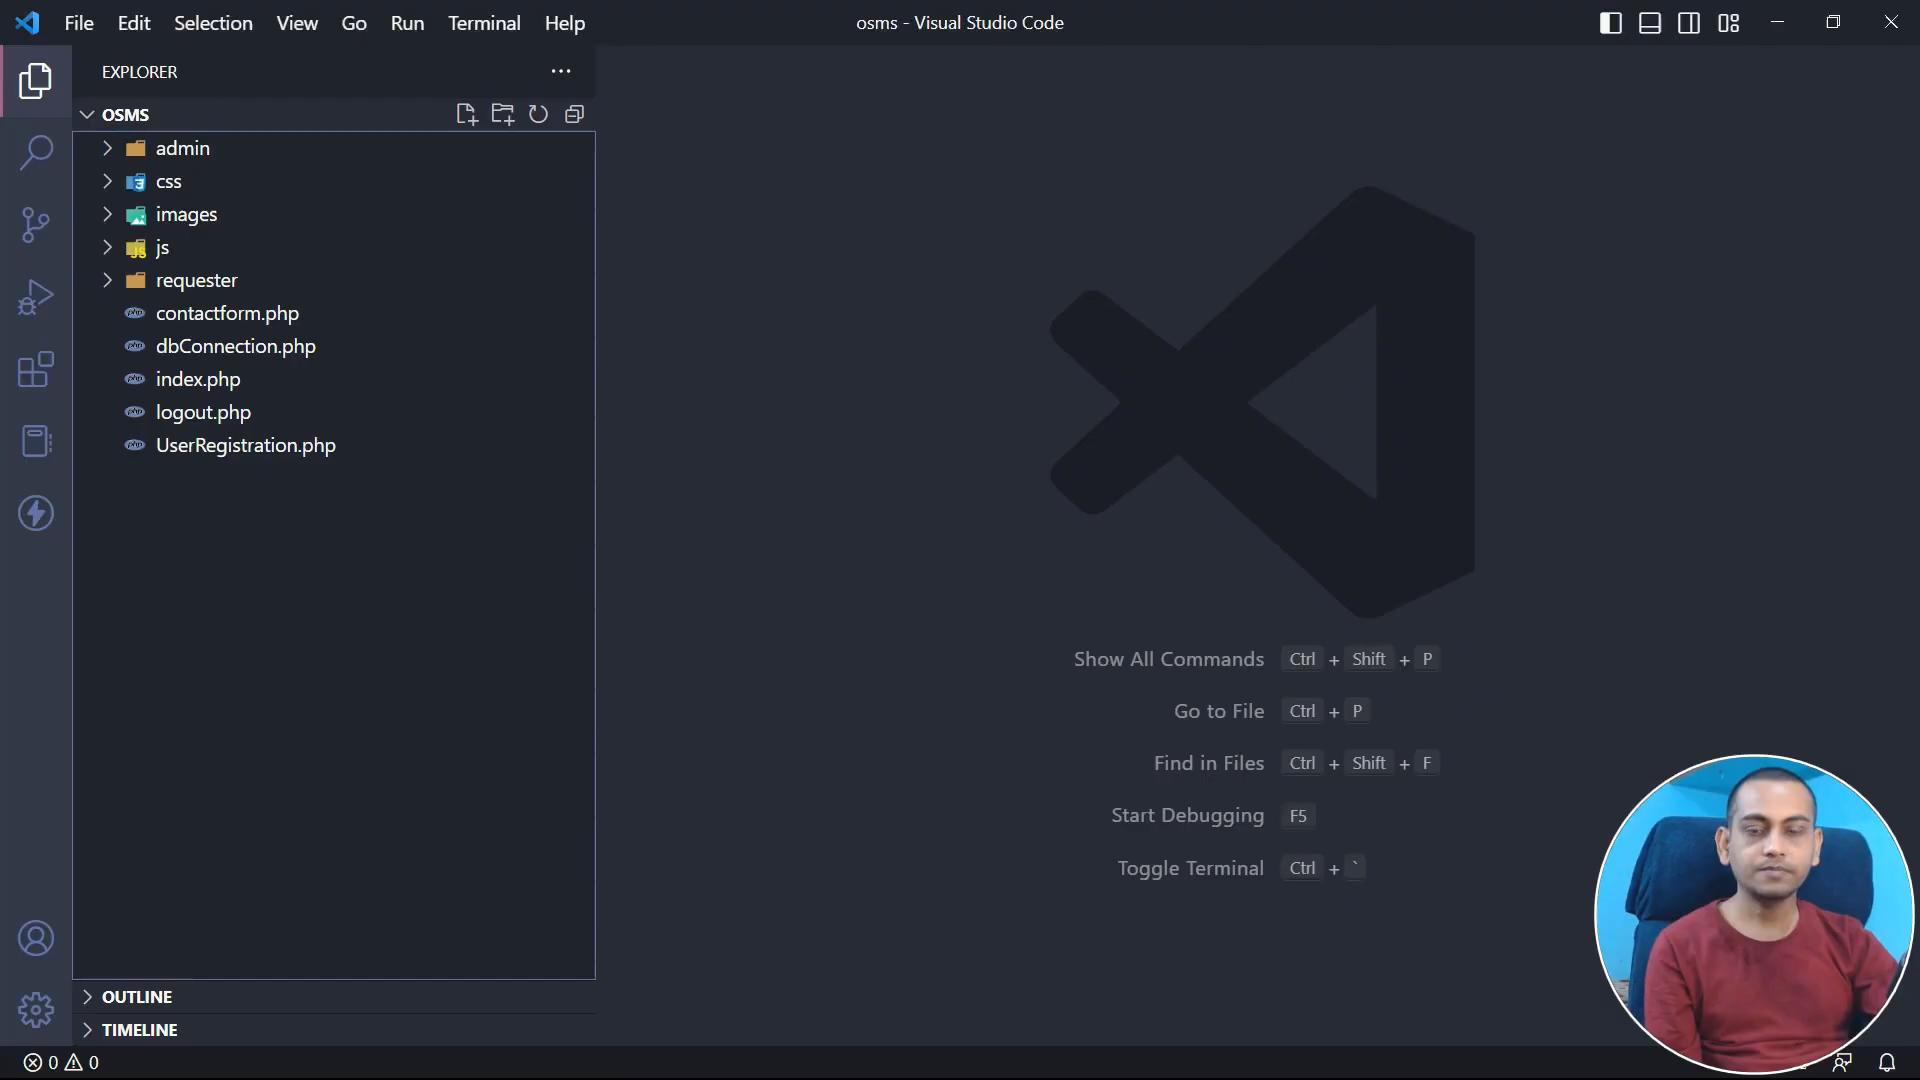 File Edit Selection View Go Run Terminal Help
osms - Visual Studio Code
EXPLORER
OSMS
admin
css
images
js
requester
contactform.php
dbConnection.php
index.php
logout.php
UserRegistration.php
Show All Commands Ctrl + Shift + P
Go to File Ctrl + P
Find in Files Ctrl + Shift + F
Start Debugging F5
Toggle Terminal Ctrl + `
OUTLINE
TIMELINE
0 0